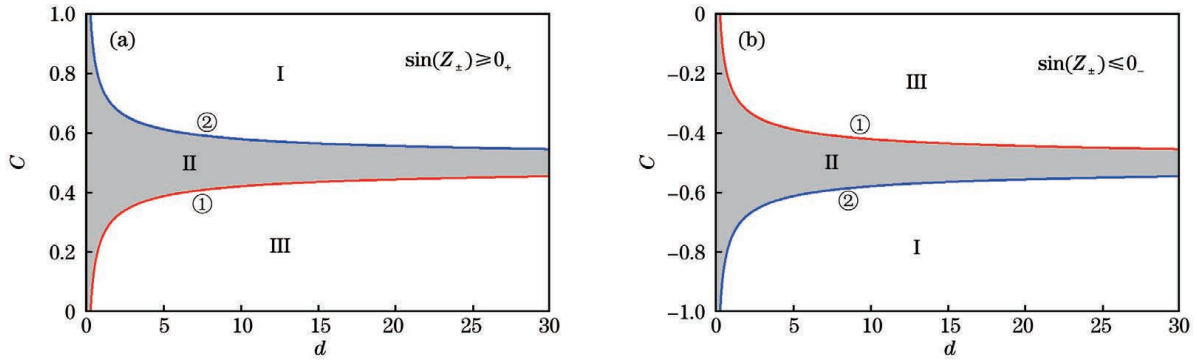 (a)
sin(Z±)≥0₊
I
②
II
①
III
C
1.0
0.8
0.6
0.4
0.2
0
0 5 10 15 20 25 30
d
(b)
sin(Z±)≤0₋
III
①
II
②
I
C
0
−0.2
−0.4
−0.6
−0.8
−1.0
0 5 10 15 20 25 30
d